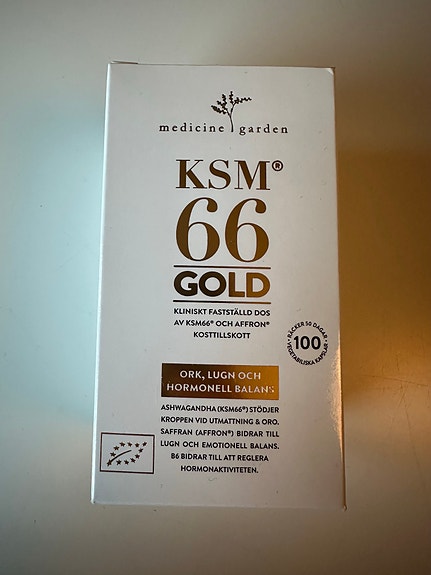 medicine garden
KSM®
66
GOLD
KLINISKT FASTSTÄLLD DOS
AV KSM66® OCH AFFRON®
KOSTTILLSKOTT
RÄCKER 50 DAGAR
100
VEGETABILISKA KAPSLAR
ORK, LUGN OCH
HORMONELL BALANS
ASHWAGANDHA (KSM66®) STÖDJER
KROPPEN VID UTMATTNING & ORO.
SAFFRAN (AFFRON®) BIDRAR TILL
LUGN OCH EMOTIONELL BALANS.
B6 BIDRAR TILL ATT REGLERA
HORMONAKTIVITETEN.